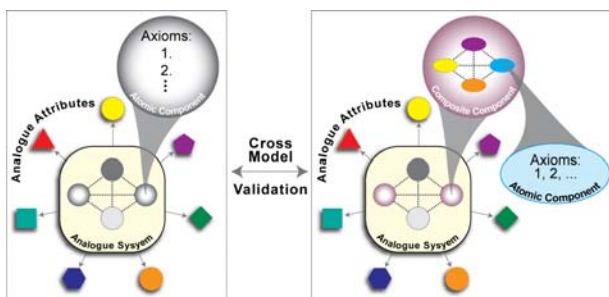 Axioms:
1.
2.
⋮
Atomic Component
Analogue Attributes
Analogue Sysyem
Cross
Model
Validation
Composite Component
Axioms:
1, 2, ...
Atomic Component
Analogue Attributes
Analogue Sysyem